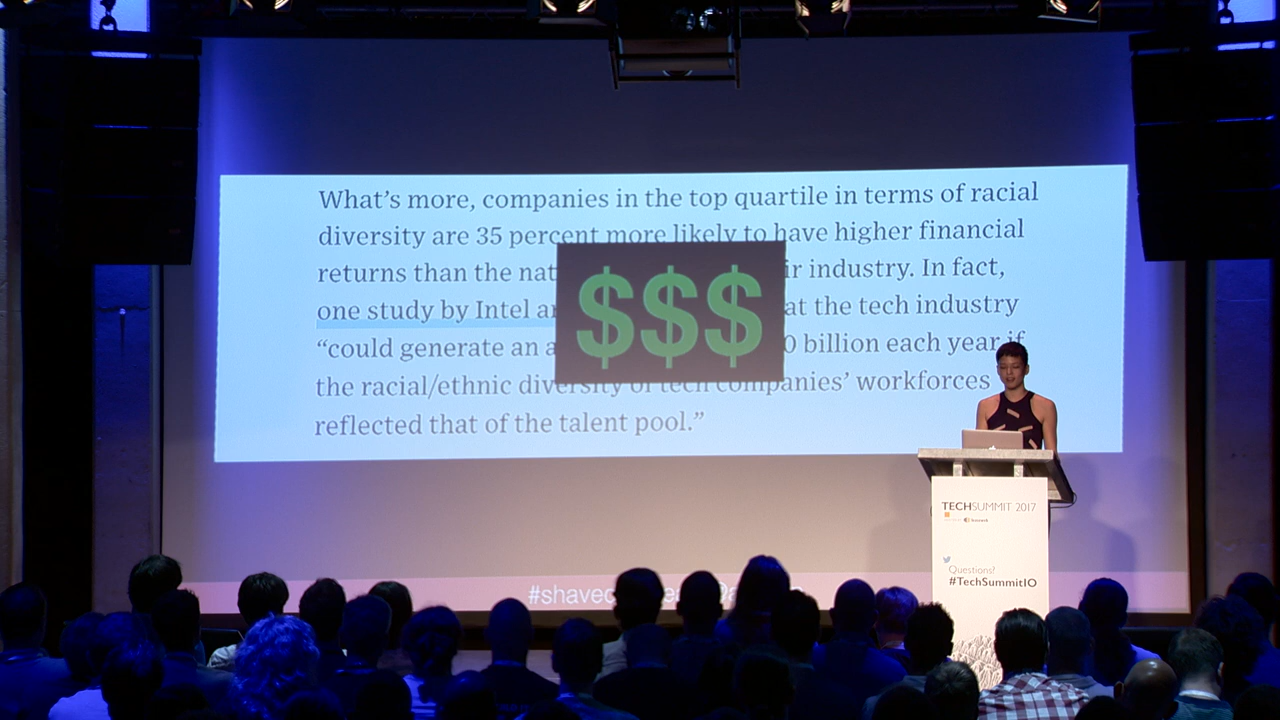 What's more, companies in the top quartile in terms of racial
diversity are 35 percent more likely to have higher financial
returns than the nat ir industry. In fact,
one study by Intel at the tech industry
“could generate an 0 billion each year if
the racial/ethnic diversity of tech companies’ workforces
reflected that of the talent pool.”
$$$
TECHSUMMIT 2017
Questions?
#TechSummitIO